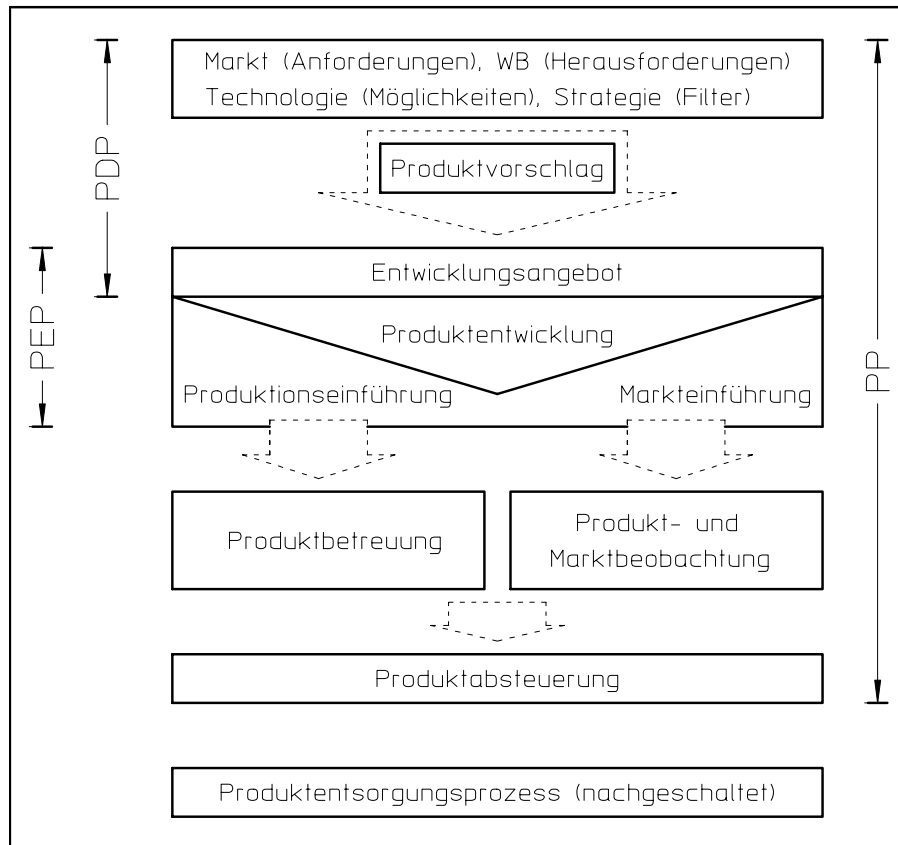 Markt (Anforderungen), WB (Herausforderungen)
Technologie (Möglichkeiten), Strategie (Filter)
PDP
Produktvorschlag
Entwicklungsangebot
Produktentwicklung
PEP
Produktionseinführung
Markteinführung
PP
Produktbetreuung
Produkt- und
Marktbeobachtung
Produktabsteuerung
Produktentsorgungsprozess (nachgeschaltet)